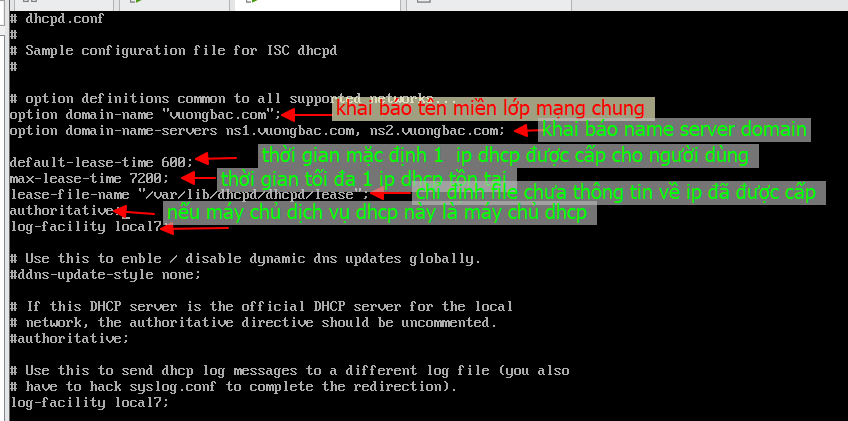 # dhcpd.conf
#
# Sample configuration file for ISC dhcpd
#
# option definitions common to all supported networks...
option domain-name "vuongbac.com"; khai báo tên miền lớp mạng chung
option domain-name-servers ns1.vuongbac.com, ns2.vuongbac.com; khai báo name server domain
default-lease-time 600; thời gian mặc định 1 ip dhcp được cấp cho người dùng
max-lease-time 7200; thời gian tối đa 1 ip dhcp tồn tại
lease-file-name "/var/lib/dhcpd/dhcpd/lease"; chỉ định file chưa thông tin về ip đã được cấp
authoritative; nếu máy chủ dịch vụ dhcp này là máy chủ dhcp
log-facility local7;
# Use this to enble / disable dynamic dns updates globally.
#ddns-update-style none;
# If this DHCP server is the official DHCP server for the local
# network, the authoritative directive should be uncommented.
#authoritative;
# Use this to send dhcp log messages to a different log file (you also
# have to hack syslog.conf to complete the redirection).
log-facility local7;